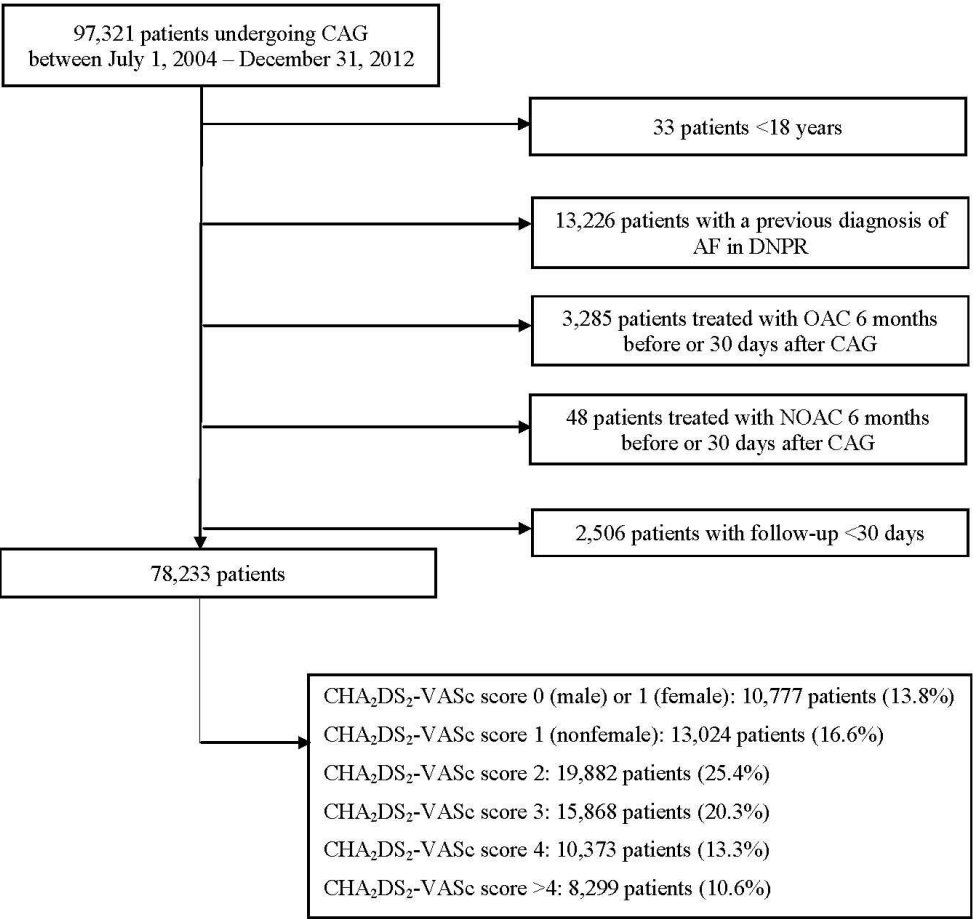 97,321 patients undergoing CAG
between July 1, 2004 – December 31, 2012
33 patients <18 years
13,226 patients with a previous diagnosis of
AF in DNPR
3,285 patients treated with OAC 6 months
before or 30 days after CAG
48 patients treated with NOAC 6 months
before or 30 days after CAG
2,506 patients with follow-up <30 days
78,233 patients
CHA₂DS₂-VASc score 0 (male) or 1 (female): 10,777 patients (13.8%)
CHA₂DS₂-VASc score 1 (nonfemale): 13,024 patients (16.6%)
CHA₂DS₂-VASc score 2: 19,882 patients (25.4%)
CHA₂DS₂-VASc score 3: 15,868 patients (20.3%)
CHA₂DS₂-VASc score 4: 10,373 patients (13.3%)
CHA₂DS₂-VASc score >4: 8,299 patients (10.6%)